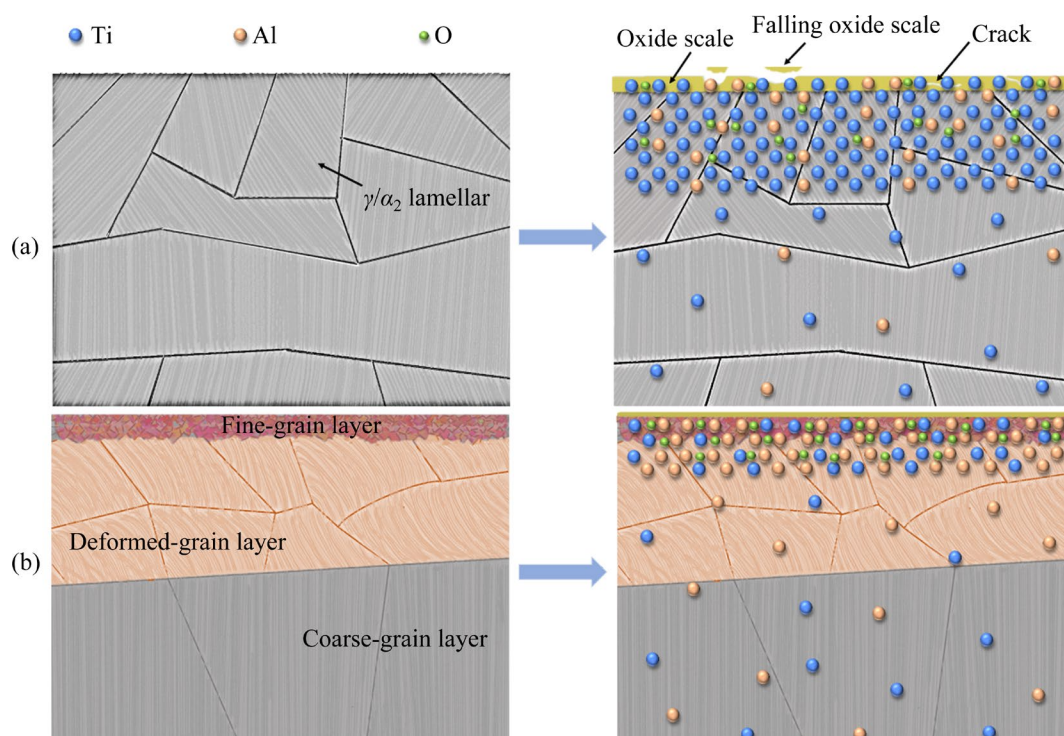 Ti
Al
O
Oxide scale
Falling oxide scale
Crack
γ/α₂ lamellar
(a)
Fine-grain layer
Deformed-grain layer
(b)
Coarse-grain layer